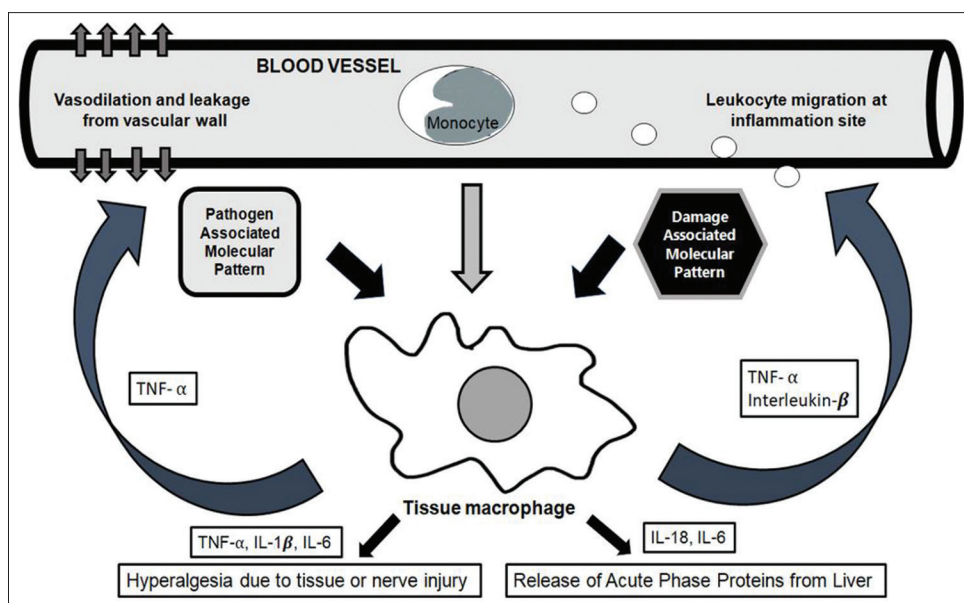 BLOOD VESSEL
Vasodilation and leakage
from vascular wall
Monocyte
Leukocyte migration at
inflammation site
Pathogen
Associated
Molecular
Pattern
Damage
Associated
Molecular
Pattern
TNF- α
TNF- α
Interleukin-β
Tissue macrophage
TNF-α, IL-1β, IL-6
IL-18, IL-6
Hyperalgesia due to tissue or nerve injury
Release of Acute Phase Proteins from Liver